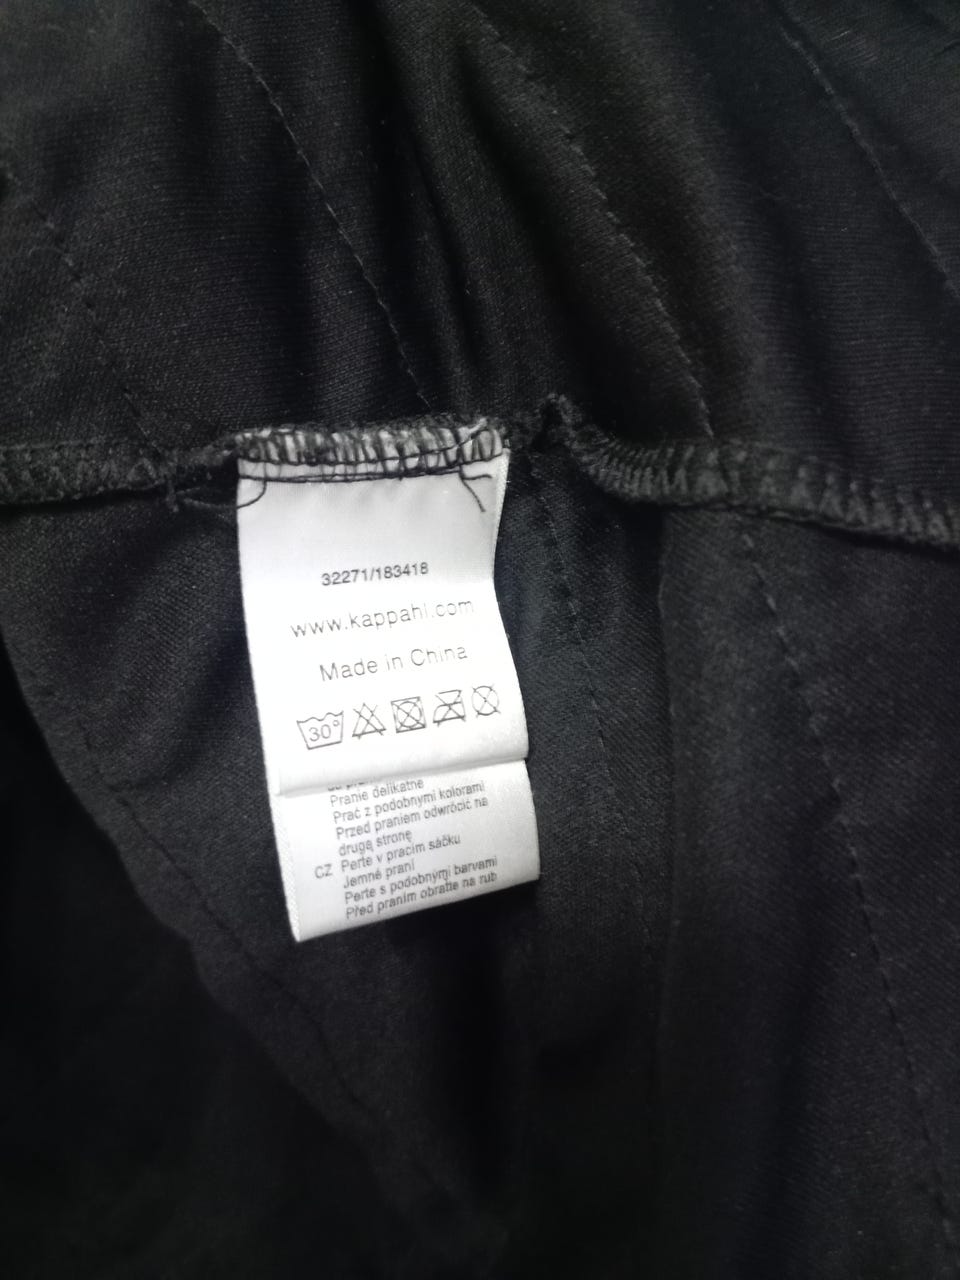 32271/183418
www.kappahl.com
Made in China
30°
Pranie delikatne
Prać z podobnymi kolorami
Przed praniem odwrócić na
drugą stronę
CZ Perte v pracím sáčku
Jemné praní
Perte s podobnými barvami
Před praním obraťte na rub